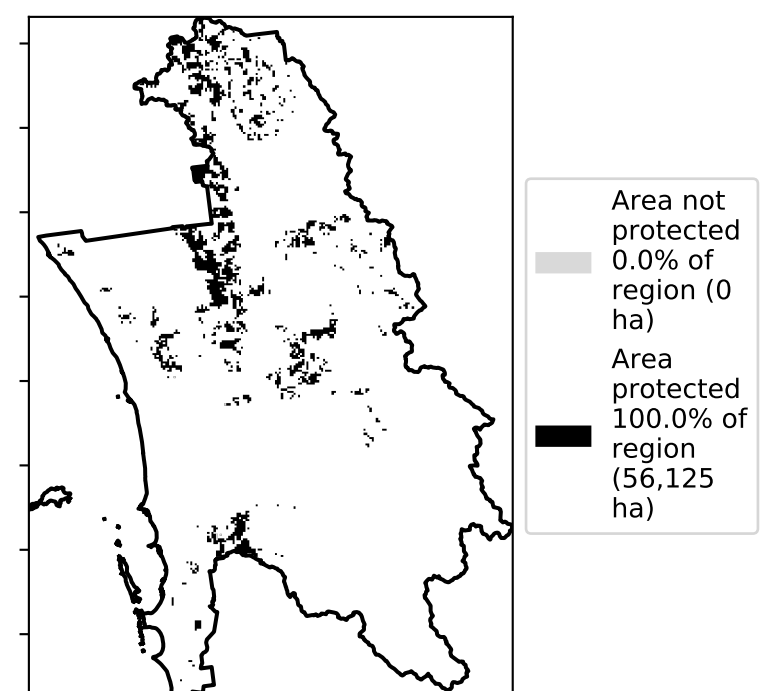 Area not
protected
0.0% of
region (0
ha)
Area
protected
100.0% of
region
(56,125
ha)